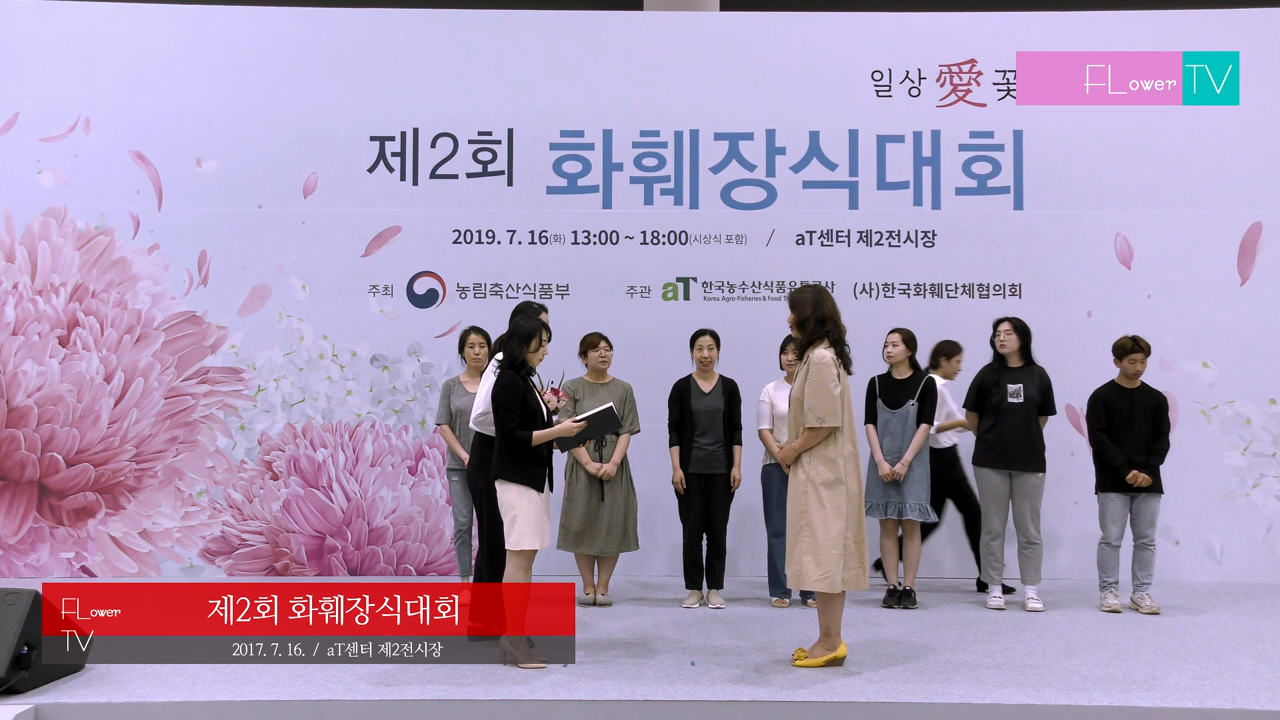 일상 愛 꽃
FLower TV
제2회 화훼장식대회
2019. 7. 16(화) 13:00 ~ 18:00(시상식 포함) / aT센터 제2전시장
주최 농림축산식품부 주관 aT 한국농수산식품유통공사 (사)한국화훼단체협의회
Korea Agro-Fisheries & Food
FLower
TV
제2회 화훼장식대회
2017. 7. 16. / aT센터 제2전시장